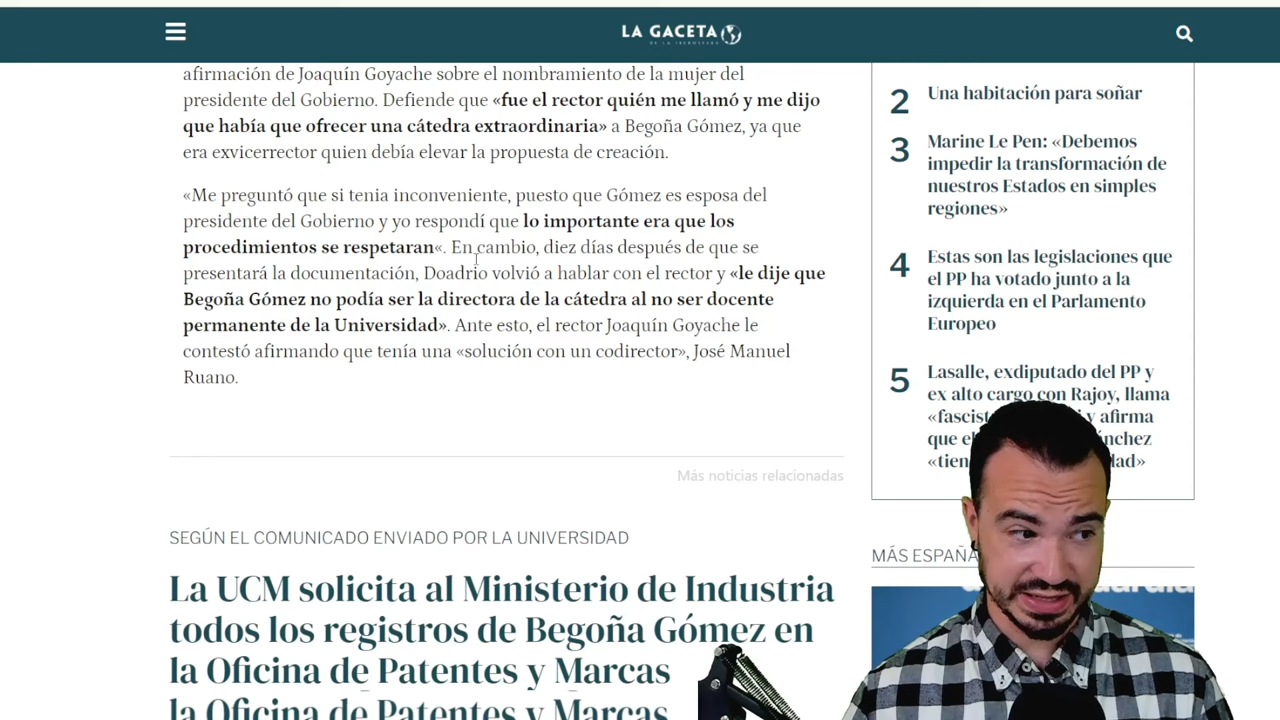 LA GACETA
DE LA IBEROSFERA
afirmación de Joaquín Goyache sobre el nombramiento de la mujer del
presidente del Gobierno. Defiende que «fue el rector quién me llamó y me dijo
que había que ofrecer una cátedra extraordinaria» a Begoña Gómez, ya que
era exvicerrector quien debía elevar la propuesta de creación.
«Me preguntó que si tenia inconveniente, puesto que Gómez es esposa del
presidente del Gobierno y yo respondí que lo importante era que los
procedimientos se respetaran«. En cambio, diez días después de que se
presentará la documentación, Doadrio volvió a hablar con el rector y «le dije que
Begoña Gómez no podía ser la directora de la cátedra al no ser docente
permanente de la Universidad». Ante esto, el rector Joaquín Goyache le
contestó afirmando que tenía una «solución con un codirector», José Manuel
Ruano.
Más noticias relacionadas
SEGÚN EL COMUNICADO ENVIADO POR LA UNIVERSIDAD
La UCM solicita al Ministerio de Industria
todos los registros de Begoña Gómez en
la Oficina de Patentes y Marcas
la Oficina de Patentes y Marcas
2 Una habitación para soñar
3 Marine Le Pen: «Debemos
impedir la transformación de
nuestros Estados en simples
regiones»
4 Estas son las legislaciones que
el PP ha votado junto a la
izquierda en el Parlamento
Europeo
5 Lasalle, exdiputado del PP y
ex alto cargo con Rajoy, llama
y afirma
que
MÁS ESPAÑA